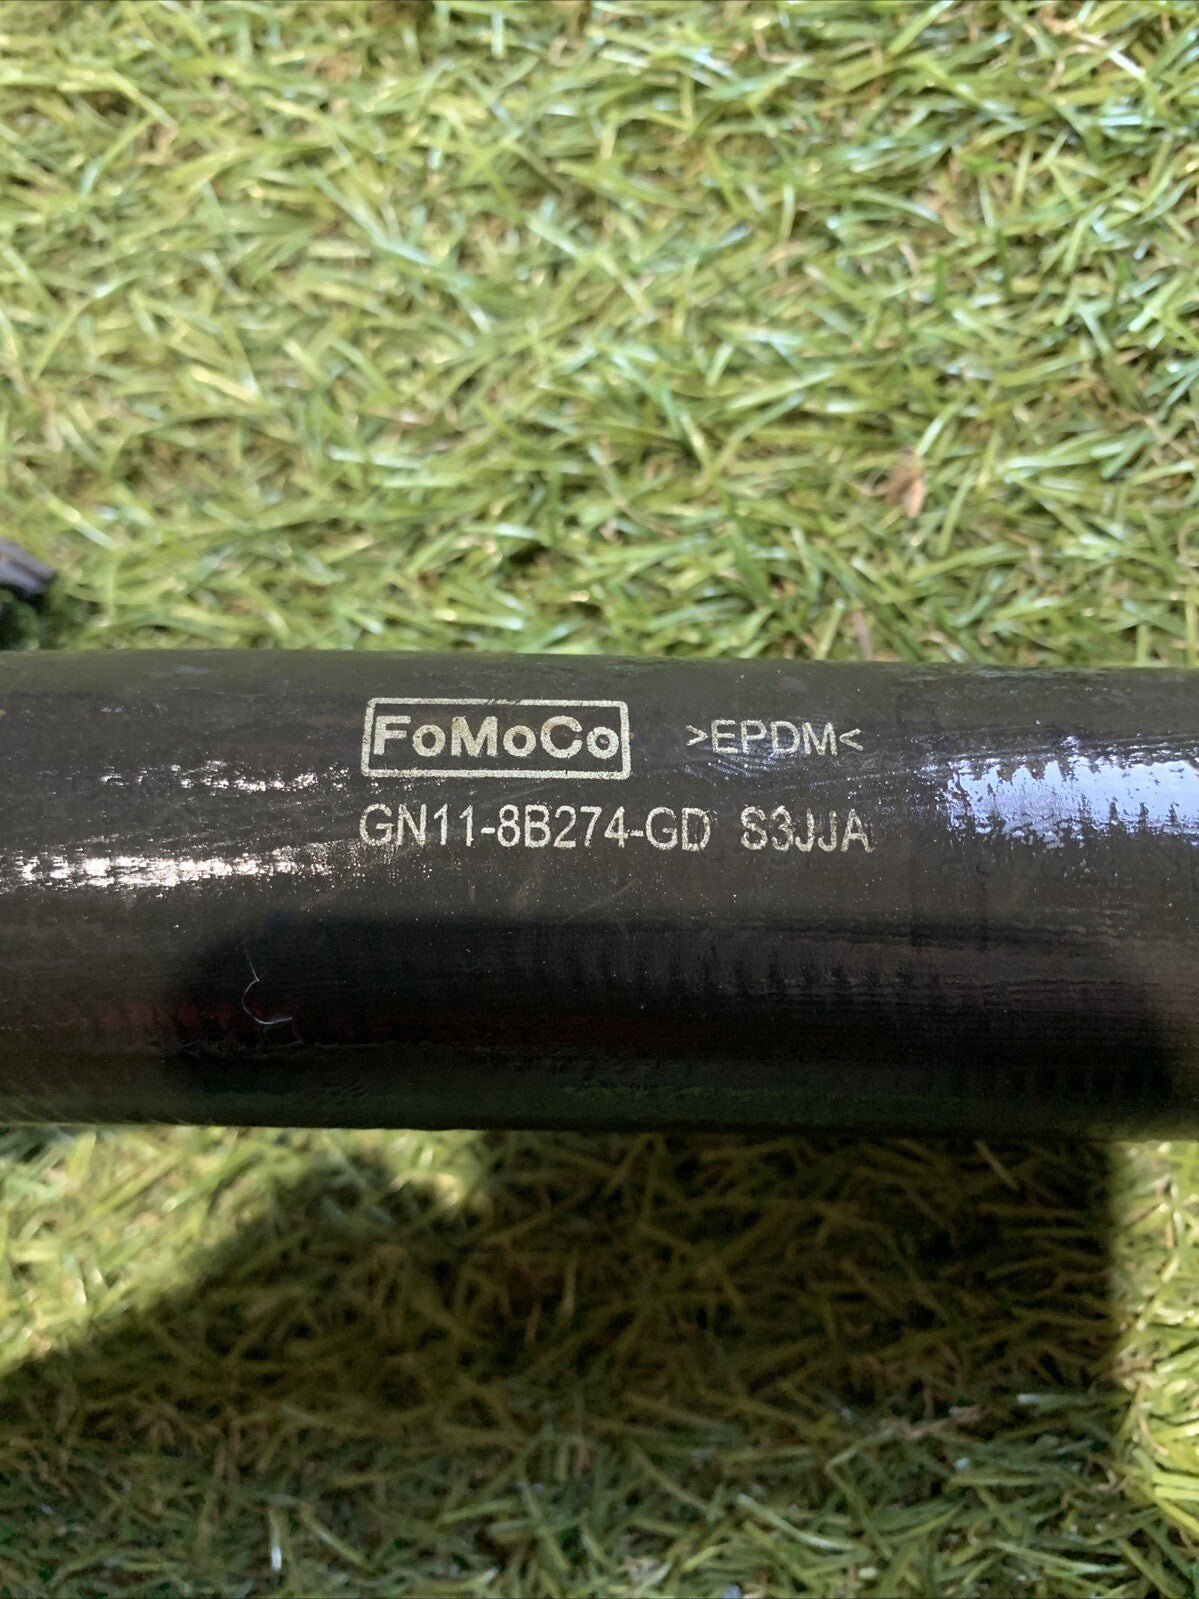 FoMoCo >EPDM<
GN11-8B274-GD S3JJA